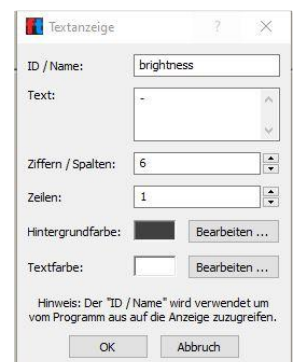 Textanzeige
ID / Name: brightness
Text: -
Ziffern / Spalten: 6
Zeilen: 1
Hintergrundfarbe: Bearbeiten ...
Textfarbe: Bearbeiten ...
Hinweis: Der "ID / Name" wird verwendet um
vom Programm aus auf die Anzeige zuzugreifen.
OK Abbruch